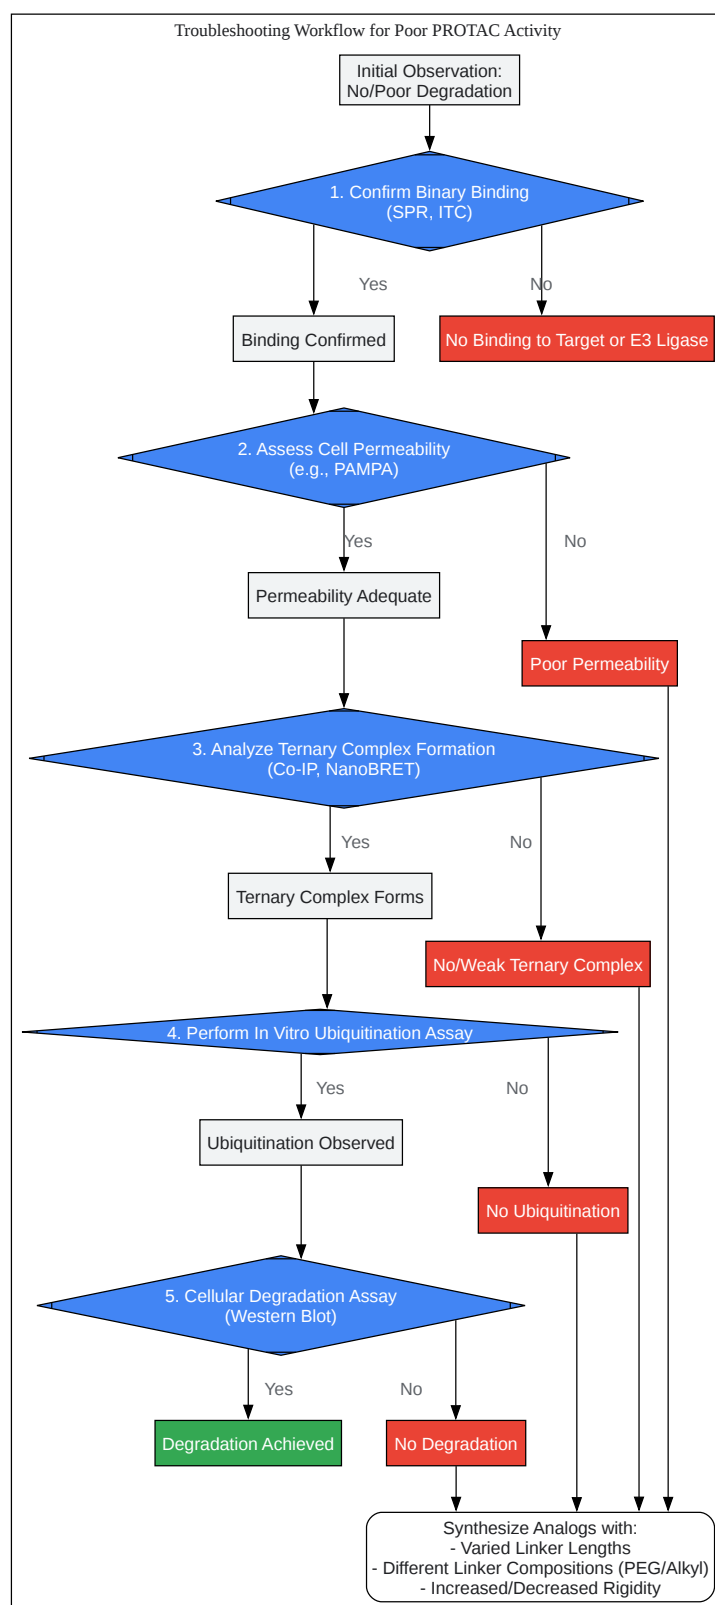 Troubleshooting Workflow for Poor PROTAC Activity
Initial Observation:
No/Poor Degradation
1. Confirm Binary Binding
(SPR, ITC)
Yes
No
Binding Confirmed
No Binding to Target or E3 Ligase
2. Assess Cell Permeability
(e.g., PAMPA)
Yes
No
Permeability Adequate
Poor Permeability
3. Analyze Ternary Complex Formation
(Co-IP, NanoBRET)
Yes
No
Ternary Complex Forms
No/Weak Ternary Complex
4. Perform In Vitro Ubiquitination Assay
Yes
No
Ubiquitination Observed
No Ubiquitination
5. Cellular Degradation Assay
(Western Blot)
Yes
No
Degradation Achieved
No Degradation
Synthesize Analogs with:
- Varied Linker Lengths
- Different Linker Compositions (PEG/Alkyl)
- Increased/Decreased Rigidity